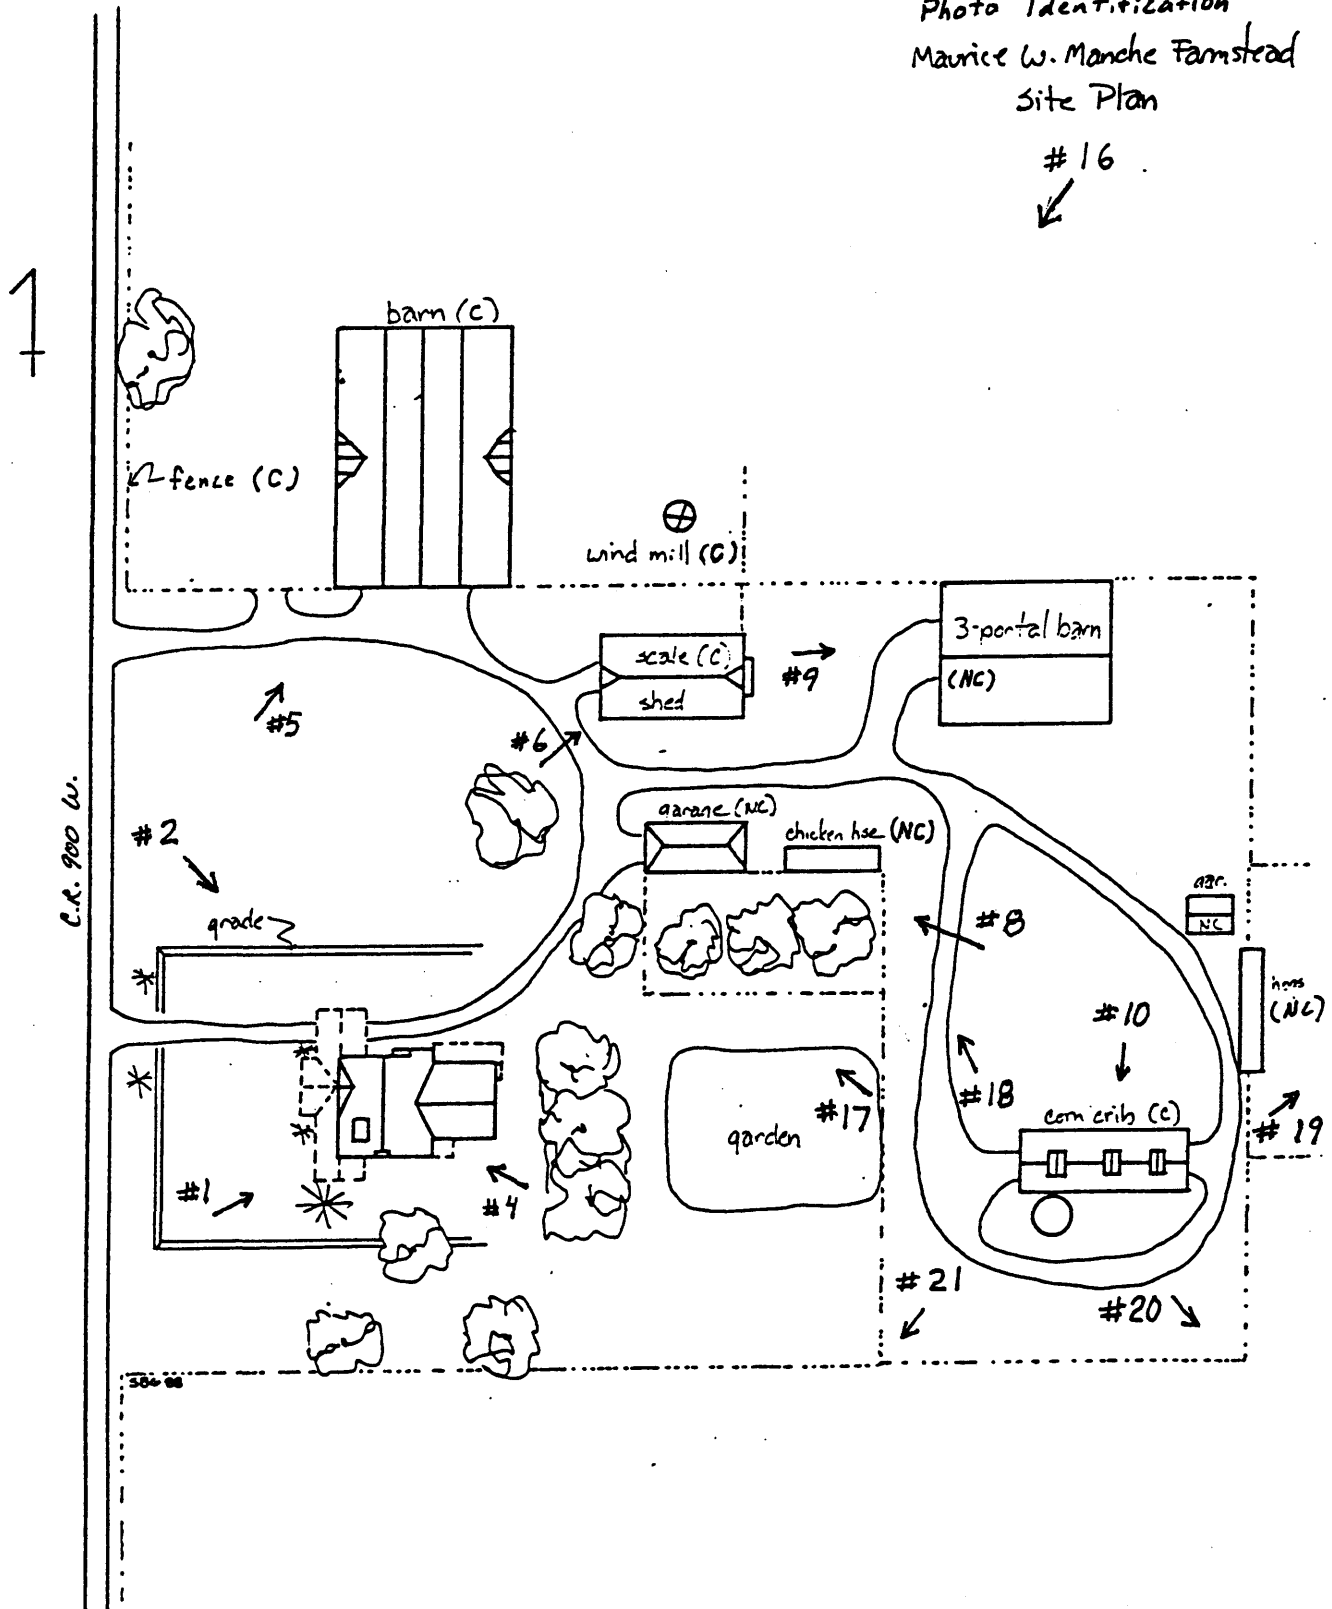 Photo Identification
Maurice W. Manche Farmstead
Site Plan
#16
barn (C)
fence (C)
wind mill (C)
3-portal barn
(NC)
scale (C)
shed
#9
#5
#6
C.R. 900 W.
#2
garage (NC)
chicken hse (NC)
grade
gar.
NC
#8
hogs
(NC)
#10
#18
#17
corn crib (C)
#19
garden
#1
#4
#21
#20